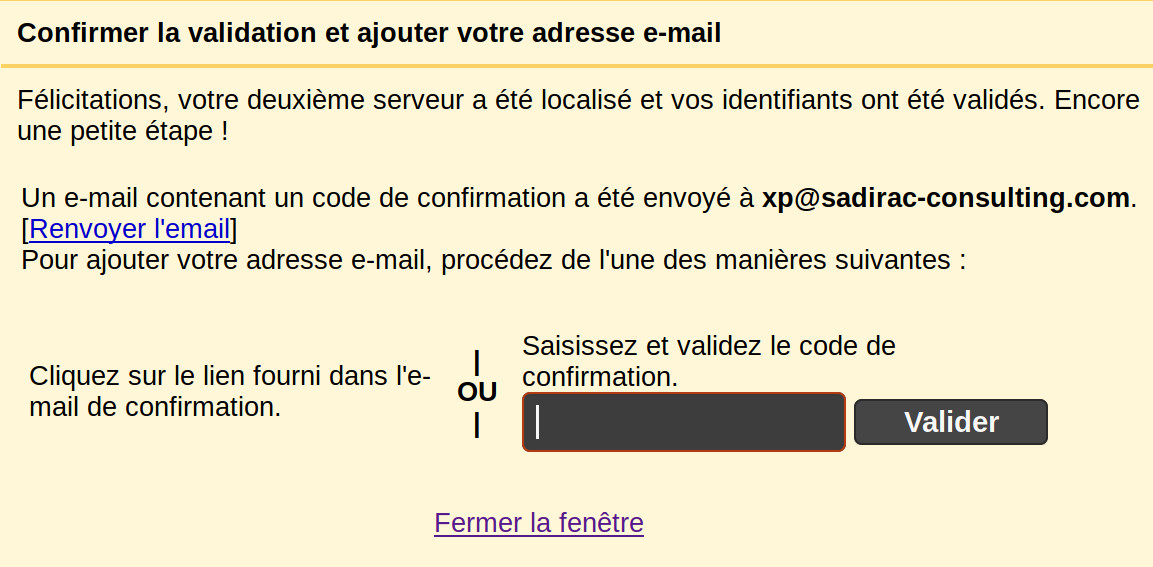 Confirmer la validation et ajouter votre adresse e-mail
Félicitations, votre deuxième serveur a été localisé et vos identifiants ont été validés. Encore
une petite étape !
Un e-mail contenant un code de confirmation a été envoyé à xp@sadirac-consulting.com.
[Renvoyer l'email]
Pour ajouter votre adresse e-mail, procédez de l'une des manières suivantes :
Cliquez sur le lien fourni dans l'e-
mail de confirmation.
|
OU
|
Saisissez et validez le code de
confirmation.
Valider
Fermer la fenêtre